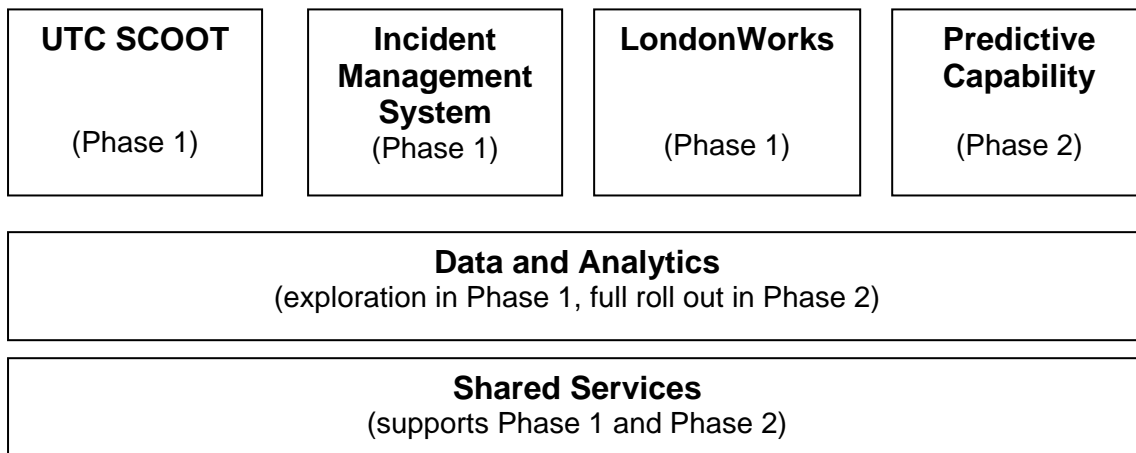 UTC SCOOT
(Phase 1)
Incident
Management
System
(Phase 1)
LondonWorks
(Phase 1)
Predictive
Capability
(Phase 2)
Data and Analytics
(exploration in Phase 1, full roll out in Phase 2)
Shared Services
(supports Phase 1 and Phase 2)